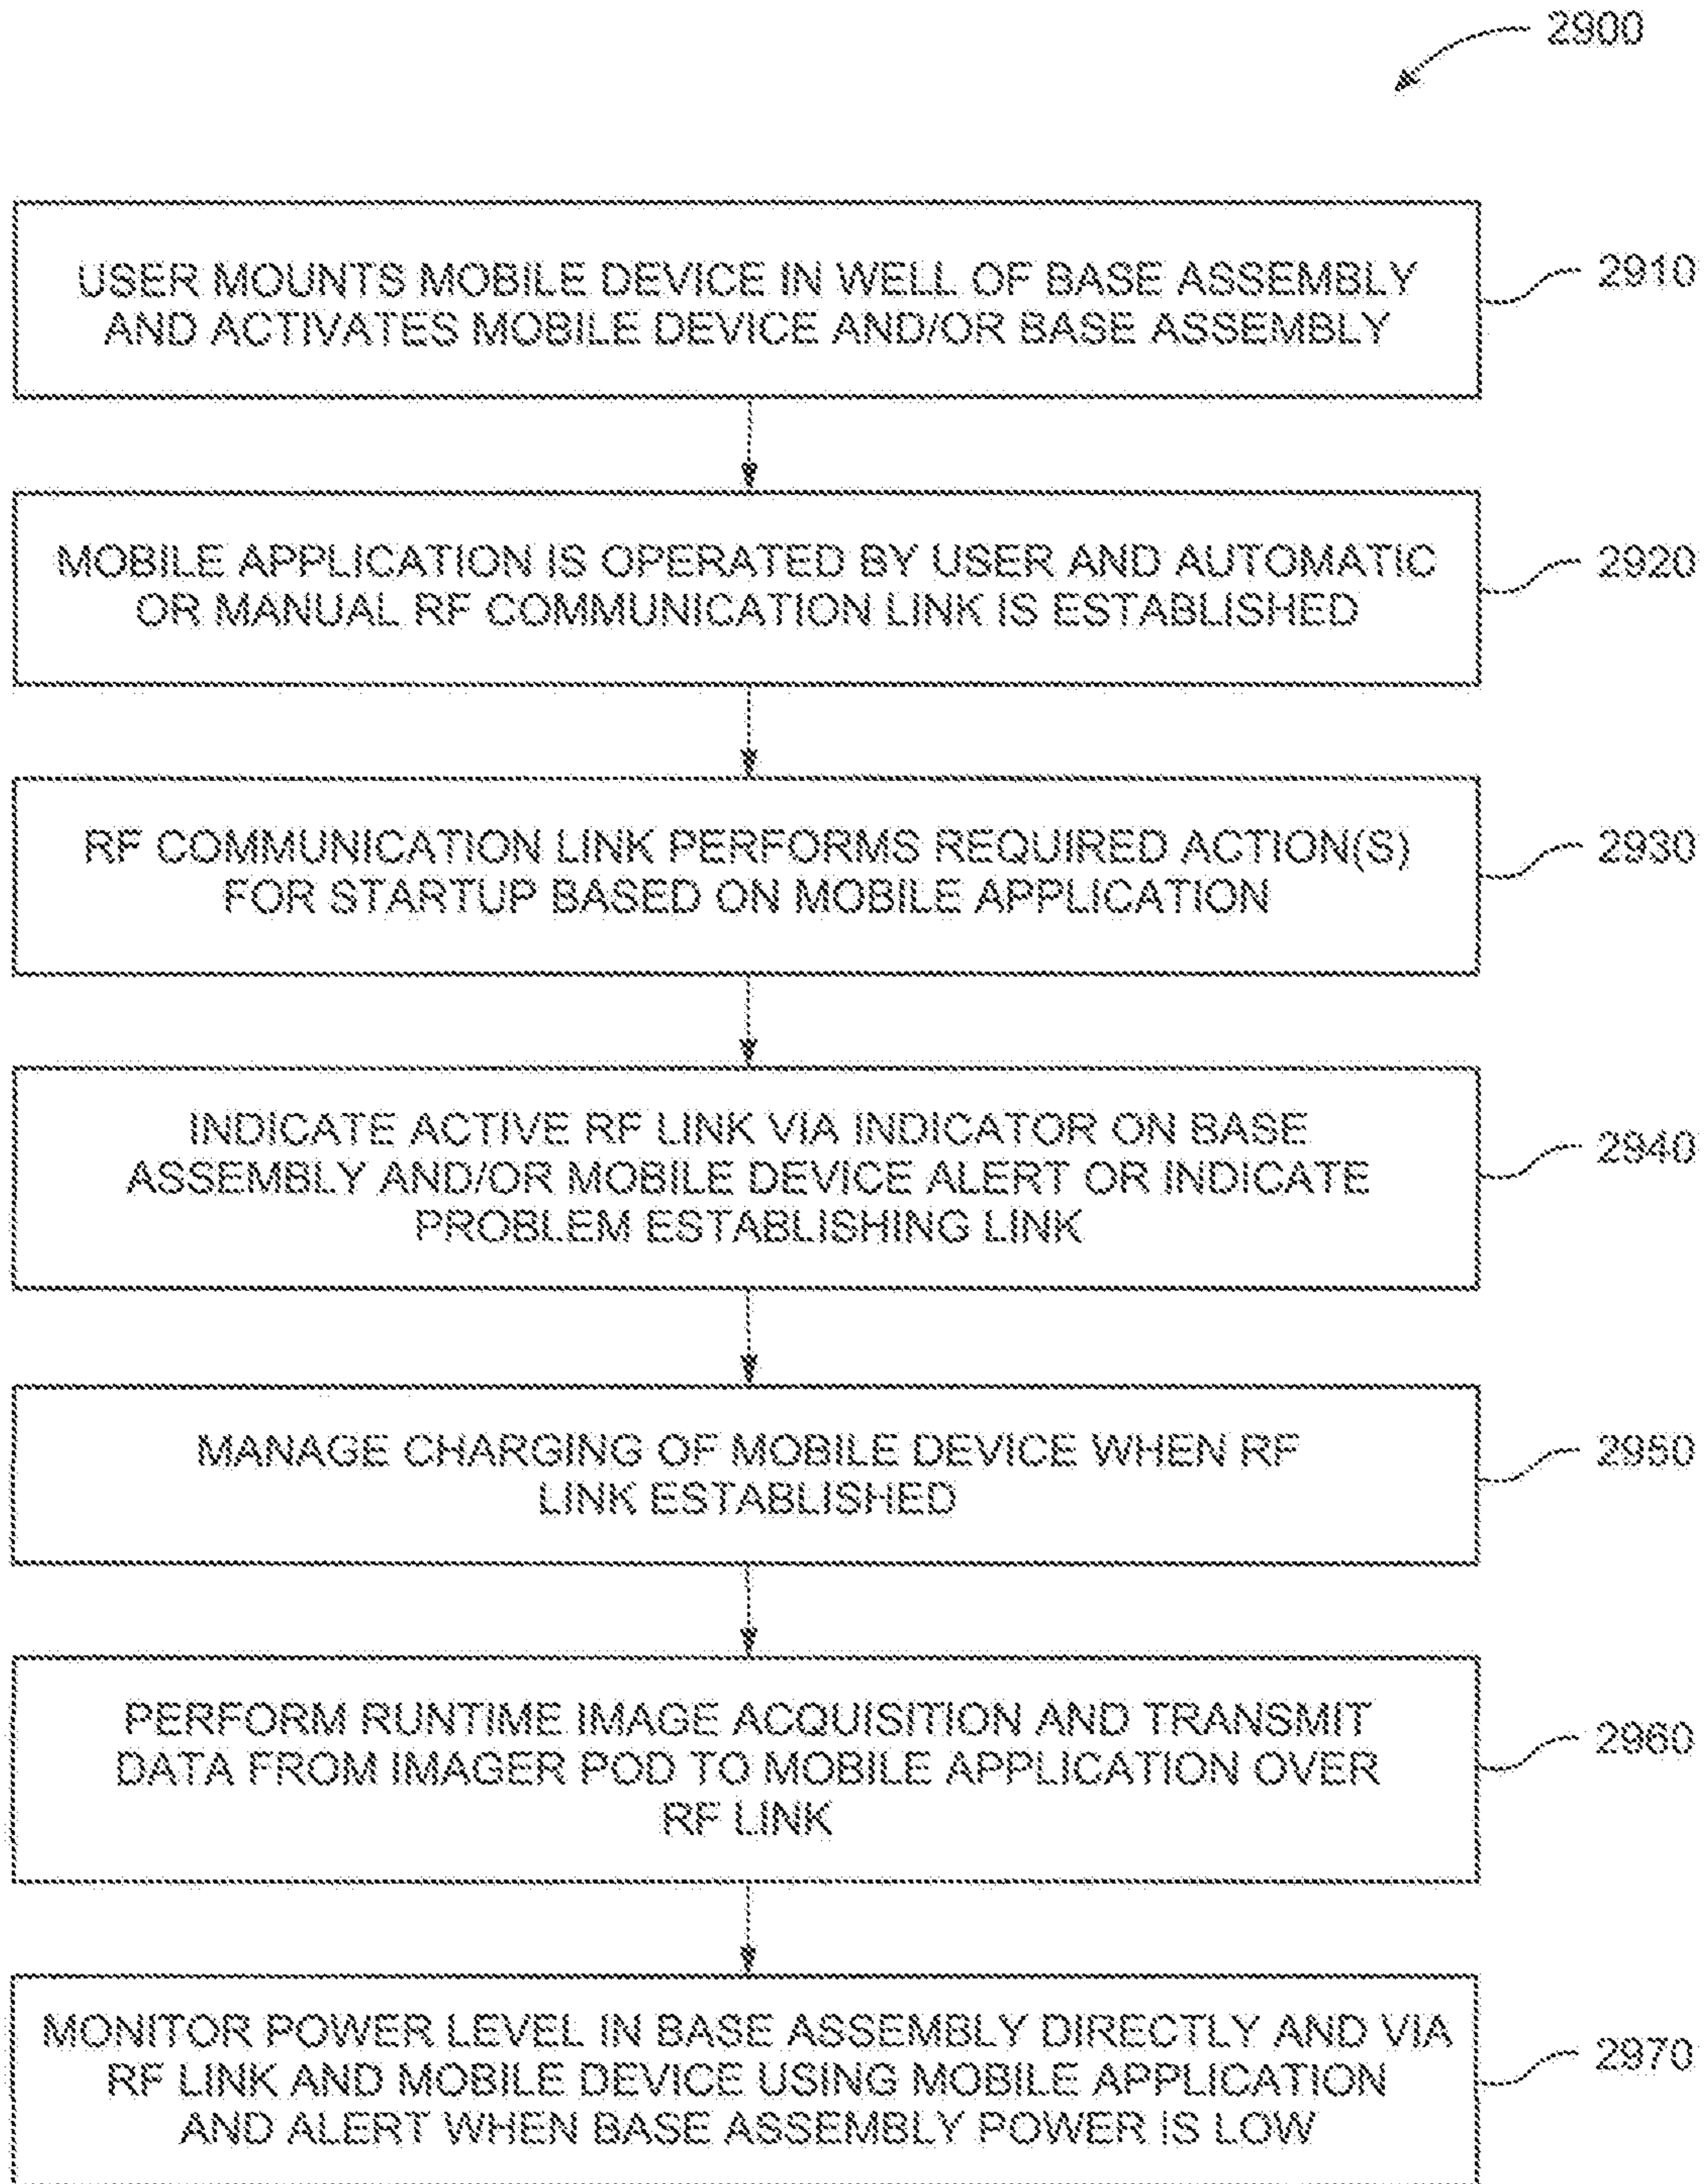 2900
USER MOUNTS MOBILE DEVICE IN WELL OF BASE ASSEMBLY
AND ACTIVATES MOBILE DEVICE AND/OR BASE ASSEMBLY
2910
MOBILE APPLICATION IS OPERATED BY USER AND AUTOMATIC
OR MANUAL RF COMMUNICATION LINK IS ESTABLISHED
2920
RF COMMUNICATION LINK PERFORMS REQUIRED ACTION(S)
FOR STARTUP BASED ON MOBILE APPLICATION
2930
INDICATE ACTIVE RF LINK VIA INDICATOR ON BASE
ASSEMBLY AND/OR MOBILE DEVICE ALERT OR INDICATE
PROBLEM ESTABLISHING LINK
2940
MANAGE CHARGING OF MOBILE DEVICE WHEN RF
LINK ESTABLISHED
2950
PERFORM RUNTIME IMAGE ACQUISITION AND TRANSMIT
DATA FROM IMAGER POD TO MOBILE APPLICATION OVER
RF LINK
2960
MONITOR POWER LEVEL IN BASE ASSEMBLY DIRECTLY AND VIA
RF LINK AND MOBILE DEVICE USING MOBILE APPLICATION
AND ALERT WHEN BASE ASSEMBLY POWER IS LOW
2970